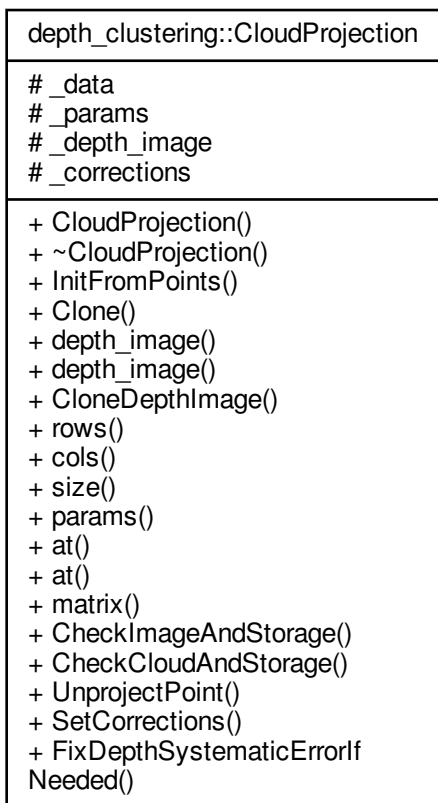 depth_clustering::CloudProjection
# _data
# _params
# _depth_image
# _corrections
+ CloudProjection()
+ ~CloudProjection()
+ InitFromPoints()
+ Clone()
+ depth_image()
+ depth_image()
+ CloneDepthImage()
+ rows()
+ cols()
+ size()
+ params()
+ at()
+ at()
+ matrix()
+ CheckImageAndStorage()
+ CheckCloudAndStorage()
+ UnprojectPoint()
+ SetCorrections()
+ FixDepthSystematicErrorIf
Needed()